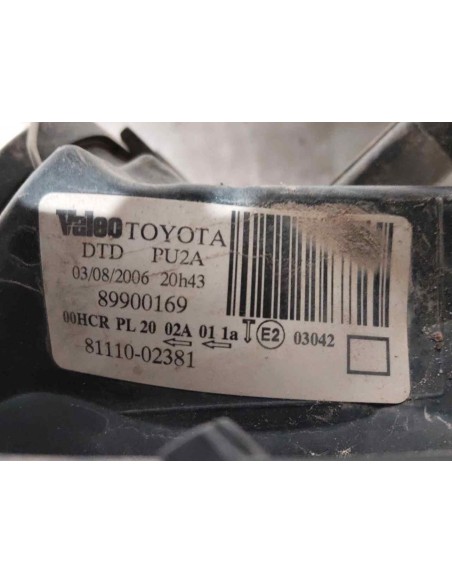 Valeo TOYOTA
DTD PU2A
03/08/2006 20h43
89900169
00HCR PL 20 02A 01 1a E2 03042
81110-02381